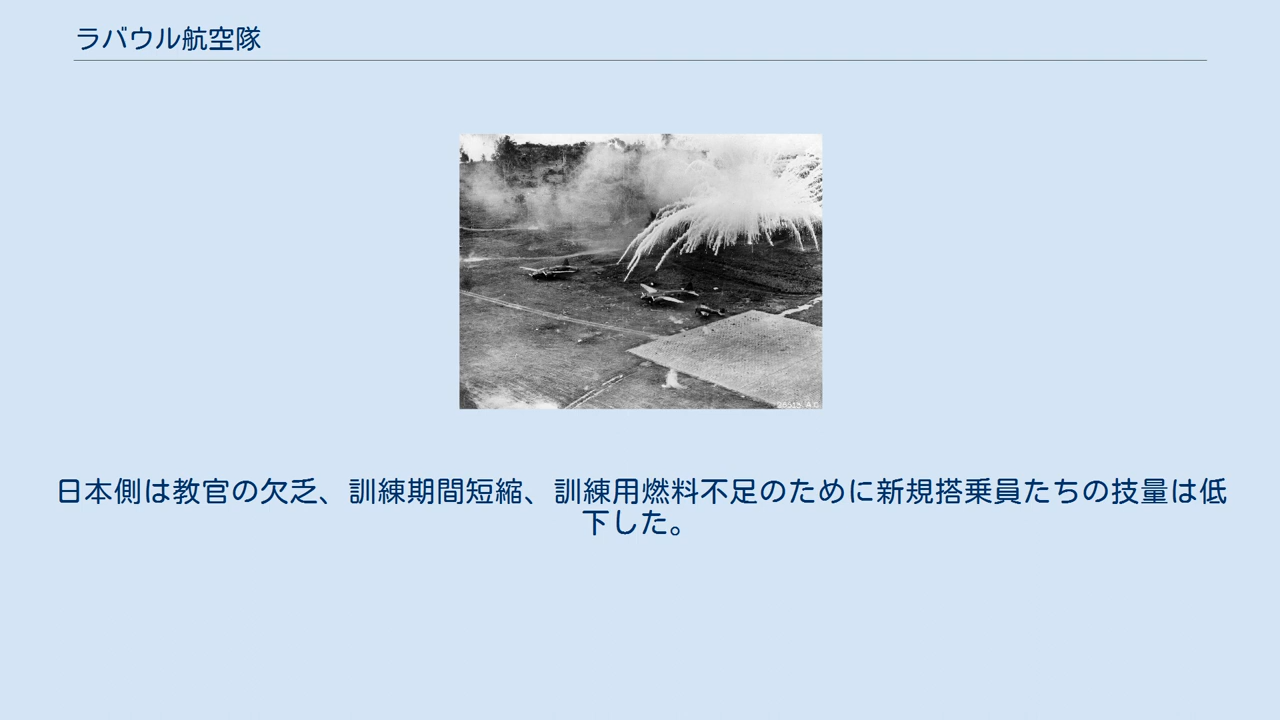 ラバウル航空隊
日本側は教官の欠乏、訓練期間短縮、訓練用燃料不足のために新規搭乗員たちの技量は低
下した。